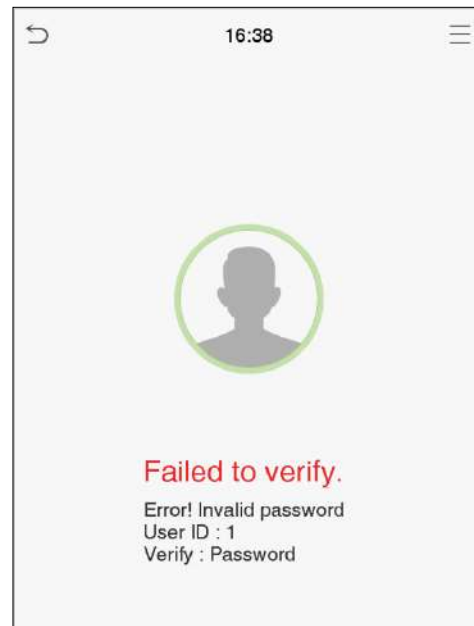 16:38
Failed to verify.
Error! Invalid password
User ID : 1
Verify : Password